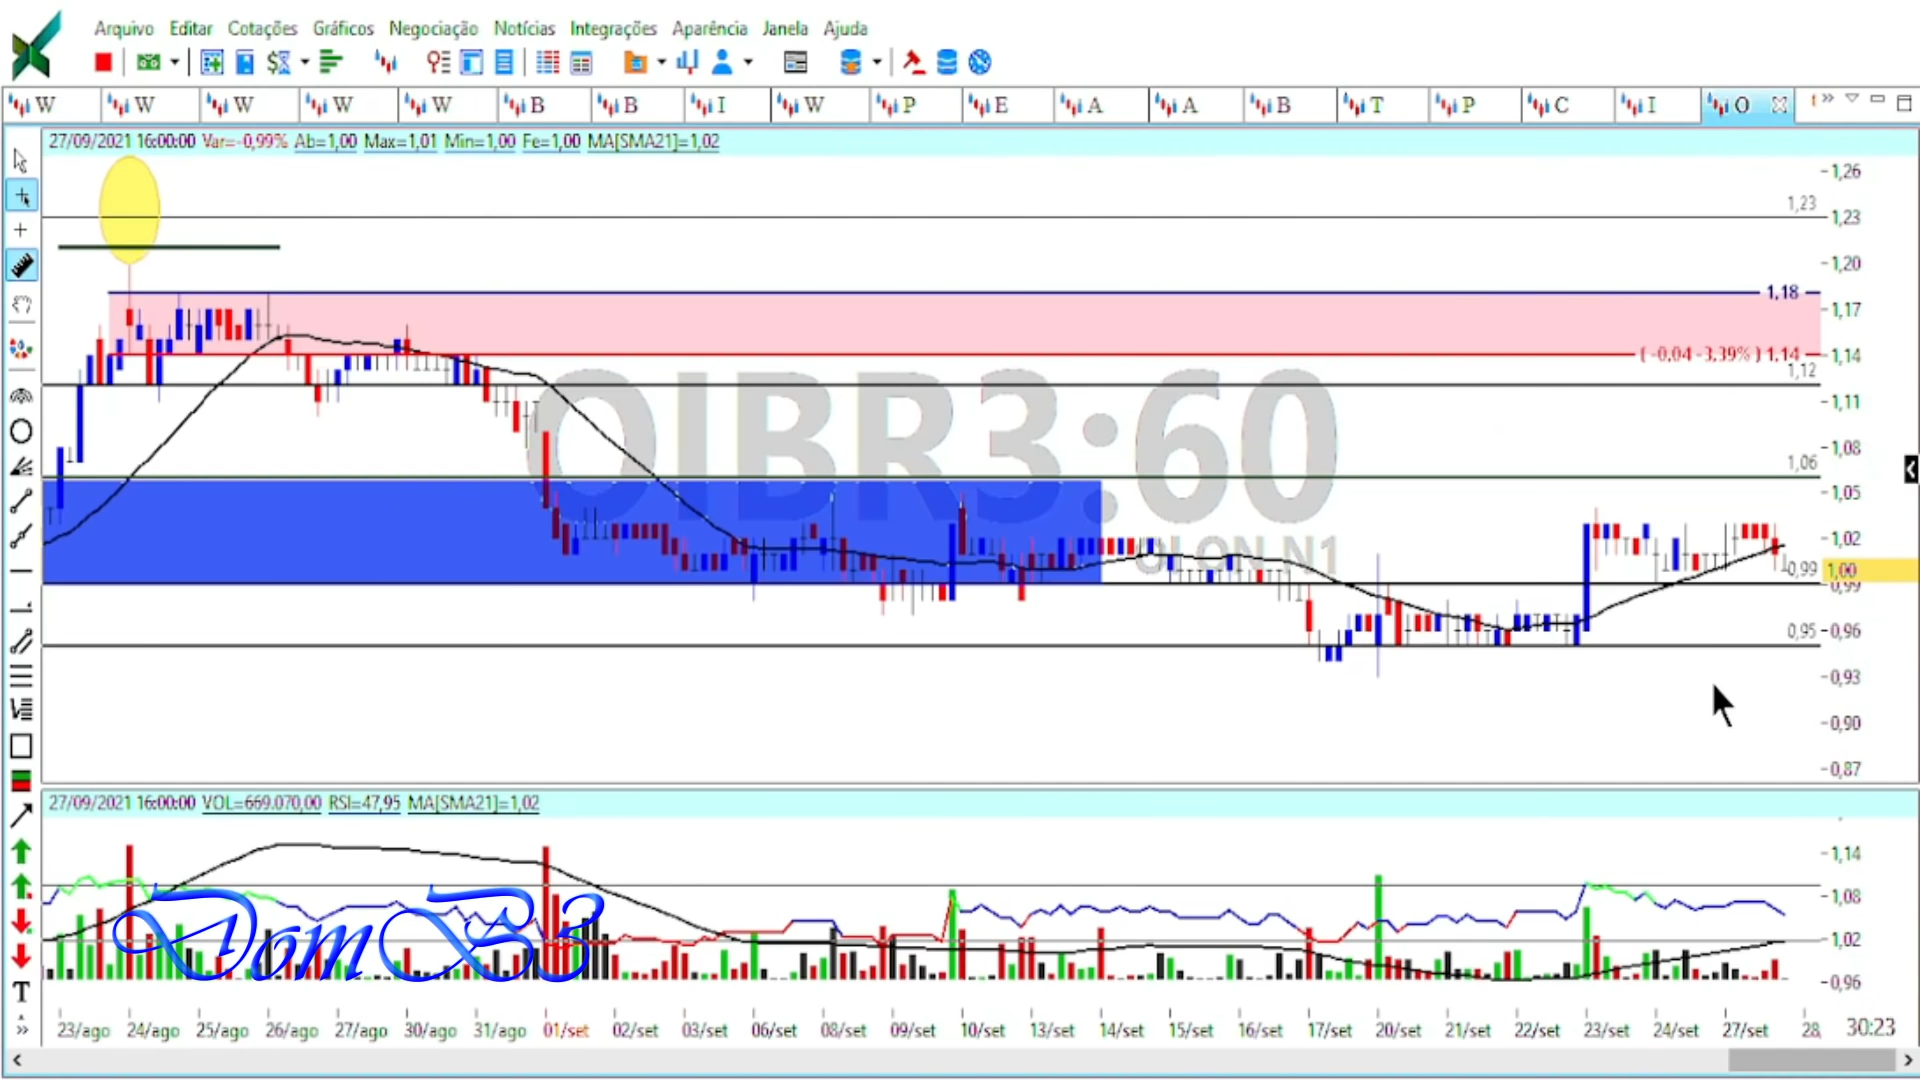 Arquivo Editar Cotações Gráficos Negociação Notícias Integrações Aparência Janela Ajuda
W W W W W B B I W P E A A B T P C I O
27/09/2021 16:00:00 Var=-0,99% Ab=1,00 Max=1,01 Min=1,00 Fe=1,00 MA[SMA21]=1,02
1,26
1,23 1,23
1,20
1,18
1,17
( -0,04 -3,39% ) 1,14 1,14
1,12
OIBR3:60
1,11
1,08
1,06
1,05
OI ON N1
1,02
0,99 1,00
0,99
0,95 0,96
0,93
0,90
0,87
27/09/2021 16:00:00 VOL=669.070,00 RSI=47,95 MA[SMA21]=1,02
1,14
1,08
DomB3
1,02
0,96
T
23/ago 24/ago 25/ago 26/ago 27/ago 30/ago 31/ago 01/set 02/set 03/set 06/set 08/set 09/set 10/set 13/set 14/set 15/set 16/set 17/set 20/set 21/set 22/set 23/set 24/set 27/set 28, 30:23